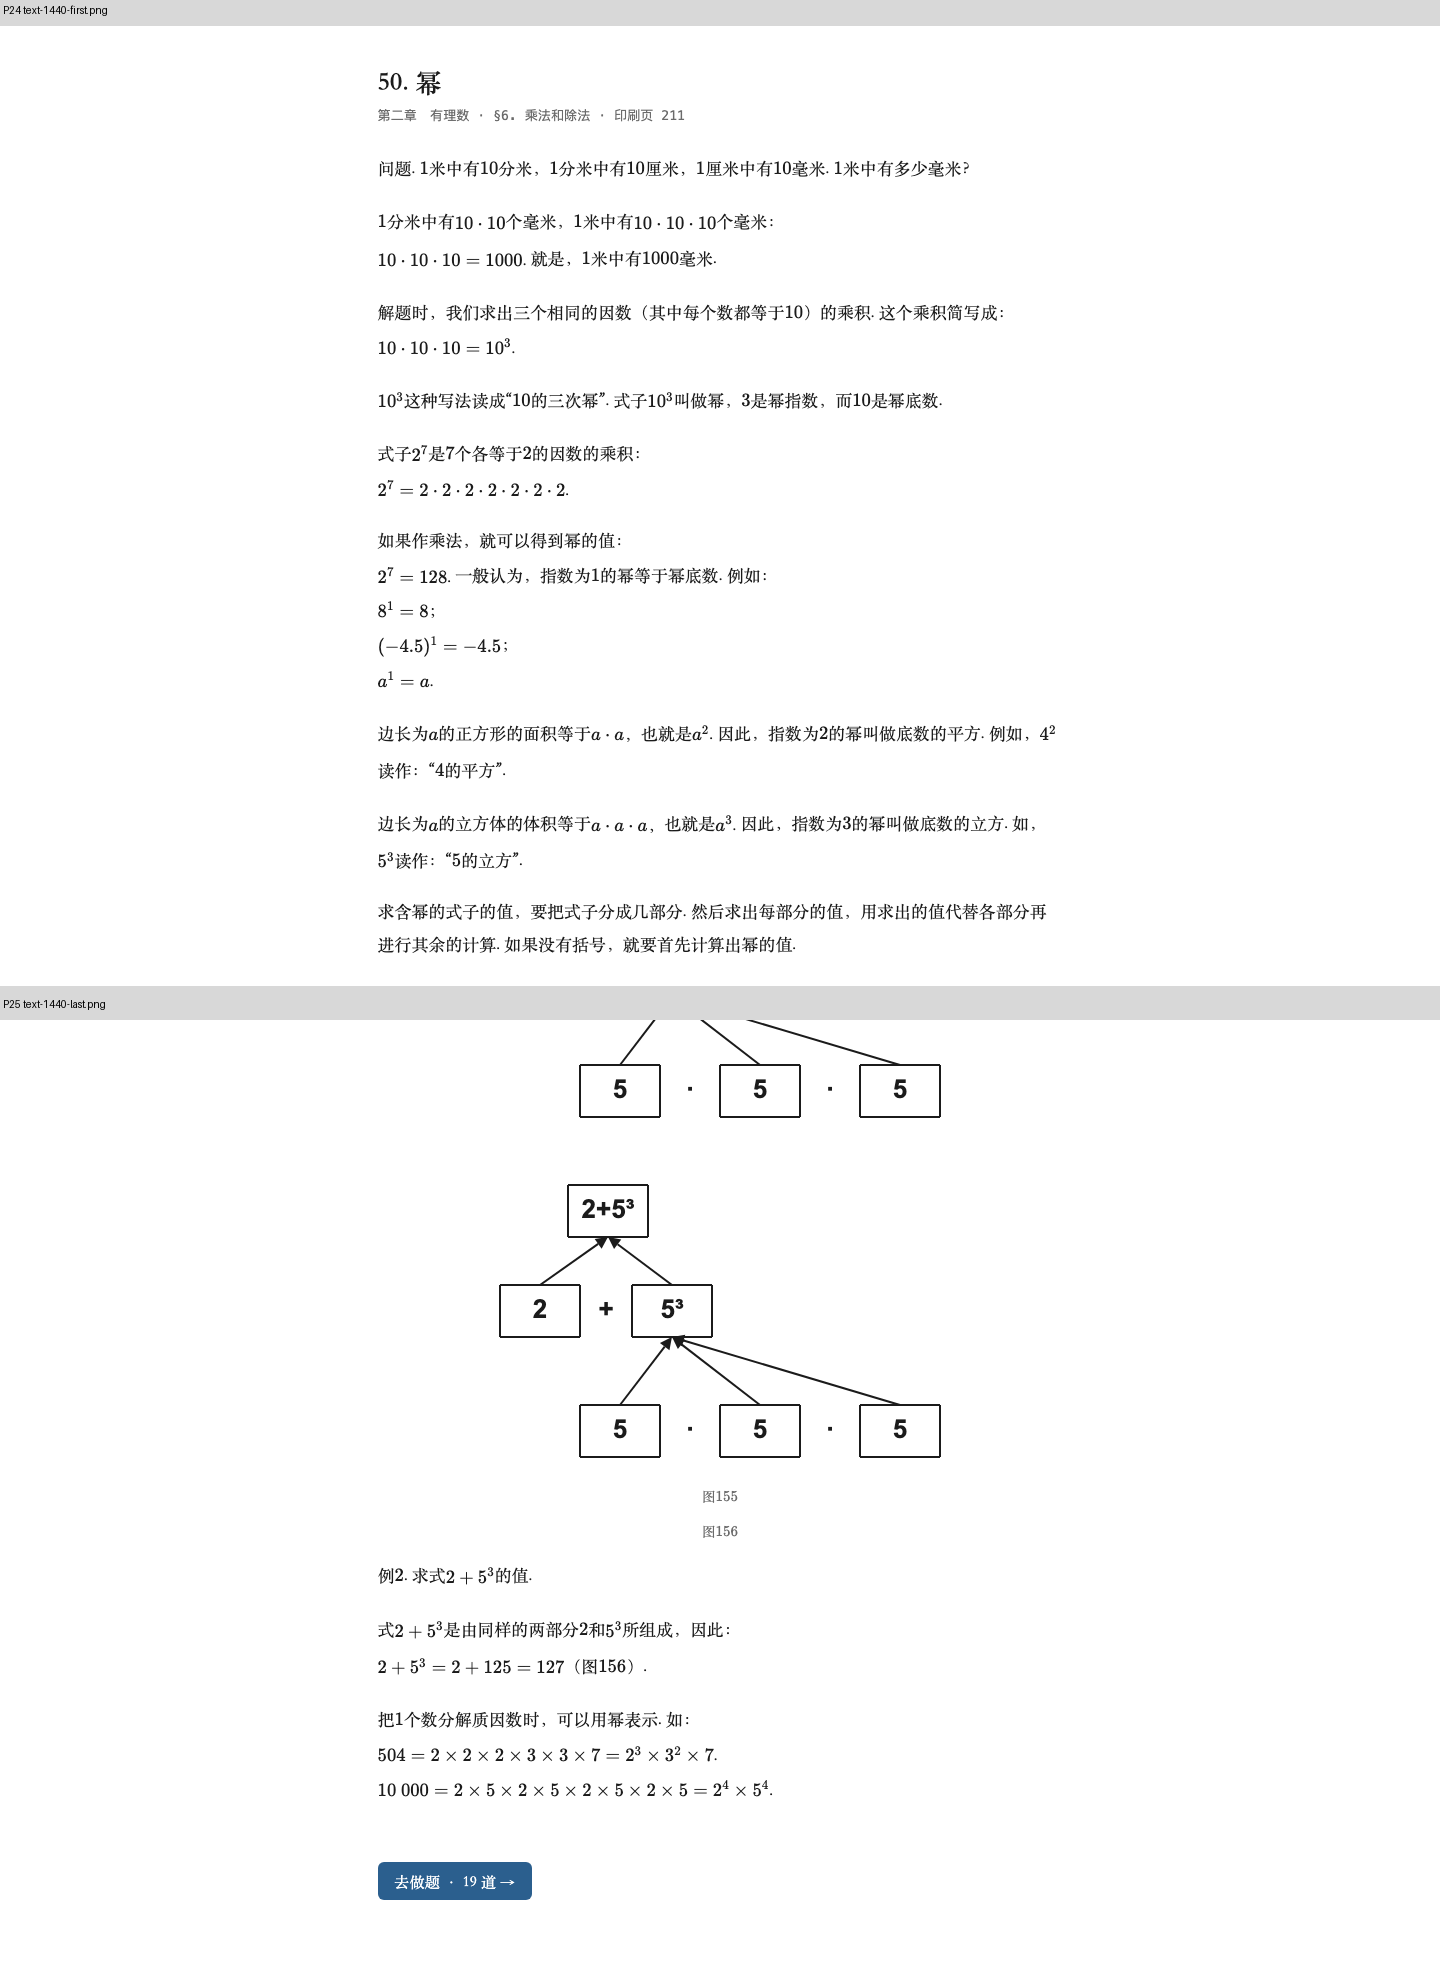 P24 text-1440-first.png
50. 幂
第二章 有理数 · §6. 乘法和除法 · 印刷页 211
问题. 1米中有10分米，1分米中有10厘米，1厘米中有10毫米. 1米中有多少毫米?
1分米中有10 · 10个毫米，1米中有10 · 10 · 10个毫米：
10 · 10 · 10 = 1000. 就是，1米中有1000毫米.
解题时，我们求出三个相同的因数（其中每个数都等于10）的乘积. 这个乘积简写成：
10 · 10 · 10 = 10³.
10³这种写法读成“10的三次幂”. 式子10³叫做幂，3是幂指数，而10是幂底数.
式子2⁷是7个各等于2的因数的乘积：
2⁷ = 2 · 2 · 2 · 2 · 2 · 2 · 2.
如果作乘法，就可以得到幂的值：
2⁷ = 128. 一般认为，指数为1的幂等于幂底数. 例如：
8¹ = 8；
(−4.5)¹ = −4.5；
a¹ = a.
边长为a的正方形的面积等于a · a，也就是a². 因此，指数为2的幂叫做底数的平方. 例如，4²
读作：“4的平方”.
边长为a的立方体的体积等于a · a · a，也就是a³. 因此，指数为3的幂叫做底数的立方. 如，
5³读作：“5的立方”.
求含幂的式子的值，要把式子分成几部分. 然后求出每部分的值，用求出的值代替各部分再
进行其余的计算. 如果没有括号，就要首先计算出幂的值.
P25 text-1440-last.png
5 · 5 · 5
2+5³
2 + 5³
5 · 5 · 5
图155
图156
例2. 求式2 + 5³的值.
式2 + 5³是由同样的两部分2和5³所组成，因此：
2 + 5³ = 2 + 125 = 127（图156）.
把1个数分解质因数时，可以用幂表示. 如：
504 = 2 × 2 × 2 × 3 × 3 × 7 = 2³ × 3² × 7.
10 000 = 2 × 5 × 2 × 5 × 2 × 5 × 2 × 5 = 2⁴ × 5⁴.
去做题 · 19 道 →